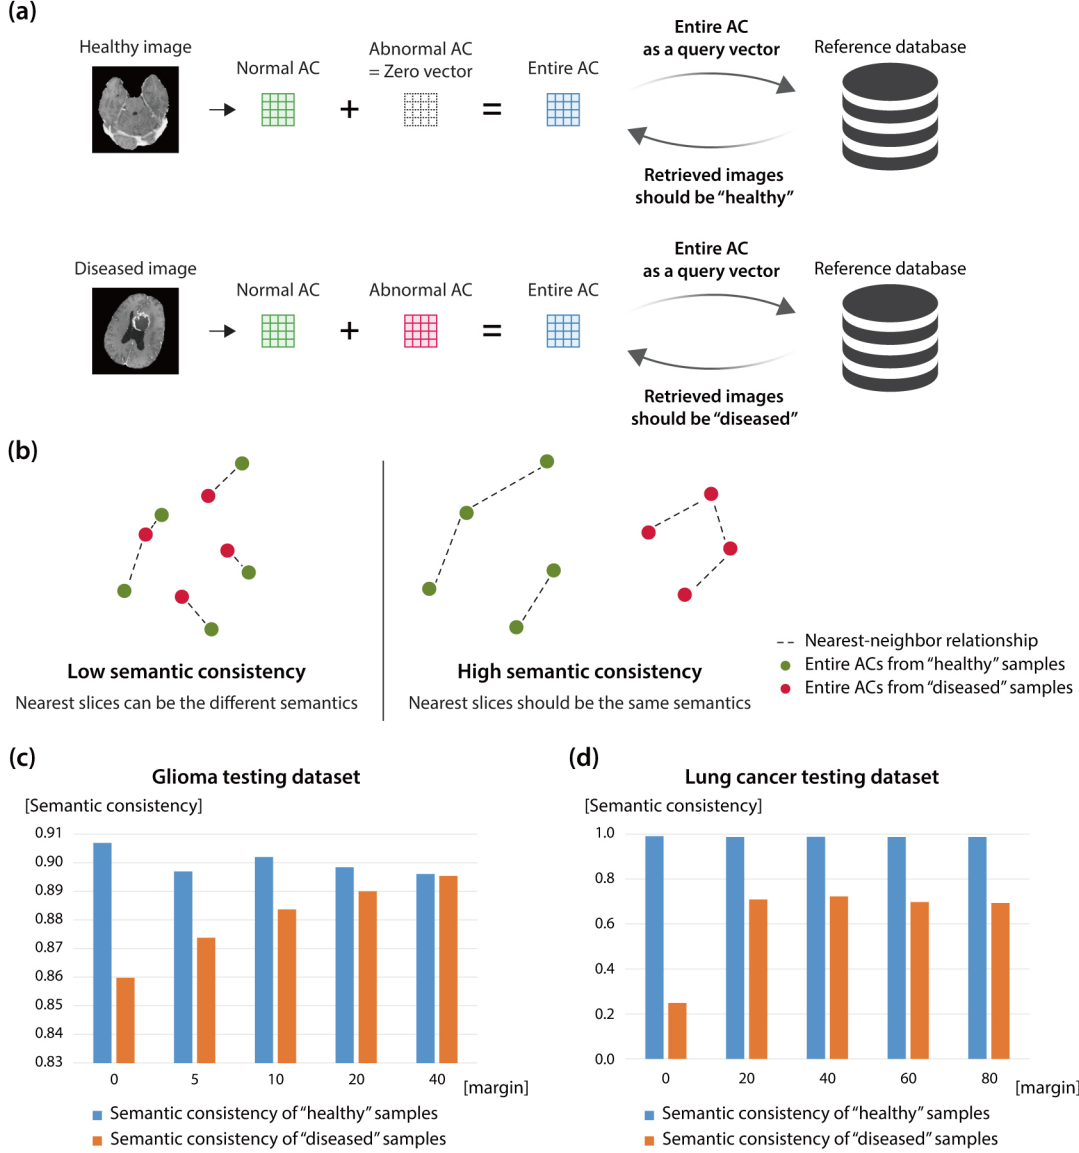 (a)
Healthy image
Normal AC
Abnormal AC
= Zero vector
Entire AC
Entire AC
as a query vector
Reference database
+
=
Retrieved images
should be “healthy”
Diseased image
Normal AC
Abnormal AC
Entire AC
Entire AC
as a query vector
Reference database
+
=
Retrieved images
should be “diseased”
(b)
Low semantic consistency
Nearest slices can be the different semantics
High semantic consistency
Nearest slices should be the same semantics
Nearest-neighbor relationship
Entire ACs from “healthy” samples
Entire ACs from “diseased” samples
(c)
Glioma testing dataset
[Semantic consistency]
0.91
0.90
0.89
0.88
0.87
0.86
0.85
0.84
0.83
0 5 10 20 40 [margin]
Semantic consistency of “healthy” samples
Semantic consistency of “diseased” samples
(d)
Lung cancer testing dataset
[Semantic consistency]
1.0
0.8
0.6
0.4
0.2
0.0
0 20 40 60 80 [margin]
Semantic consistency of “healthy” samples
Semantic consistency of “diseased” samples